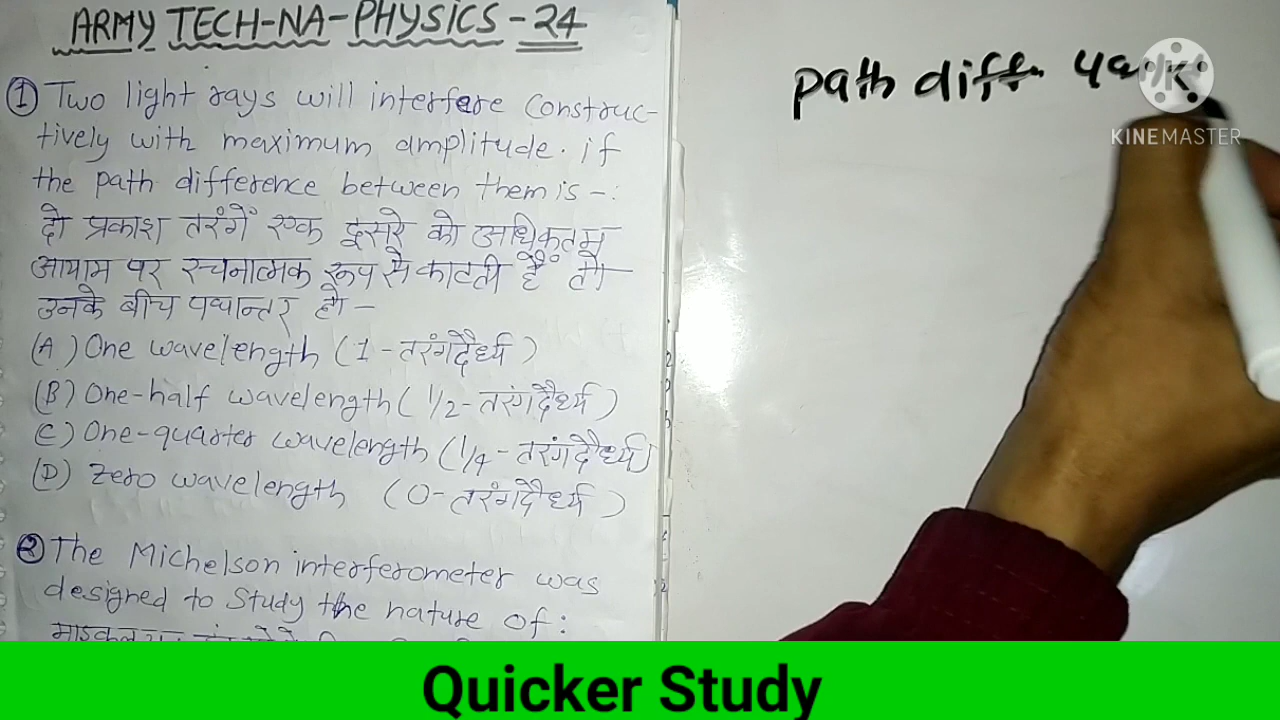 ARMY TECH-NA-PHYSICS-24
① Two light rays will interfere construc-
tively with maximum amplitude. if
the path difference between them is -:
दो प्रकाश तरंगें एक दूसरे को अधिकतम
आयाम पर रचनात्मक रूप से काटती हैं तो
उनके बीच पथान्तर हो -
(A) One wavelength (1 - तरंगदैर्ध्य)
(B) One-half wavelength (1/2 - तरंगदैर्ध्य)
(C) One-quarter wavelength (1/4 - तरंगदैर्ध्य)
(D) Zero wavelength (0 - तरंगदैर्ध्य)
② The Michelson interferometer was
designed to study the nature of:
path diff.
KINEMASTER
Quicker Study